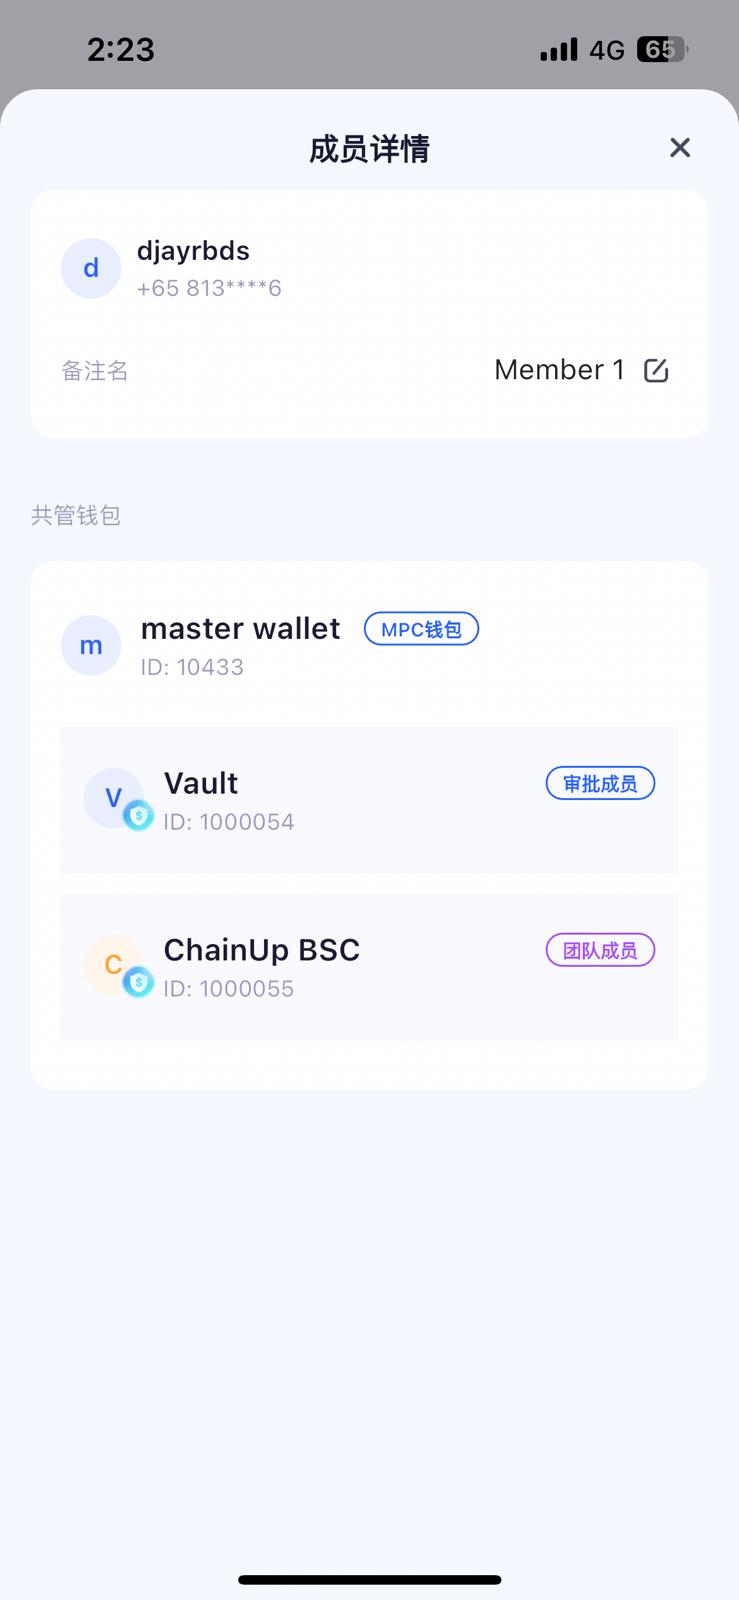 2:23
4G
65
成员详情
d
djayrbds
+65 813****6
备注名
Member 1
共管钱包
m
master wallet
MPC钱包
ID: 10433
V
Vault
审批成员
ID: 1000054
C
ChainUp BSC
团队成员
ID: 1000055